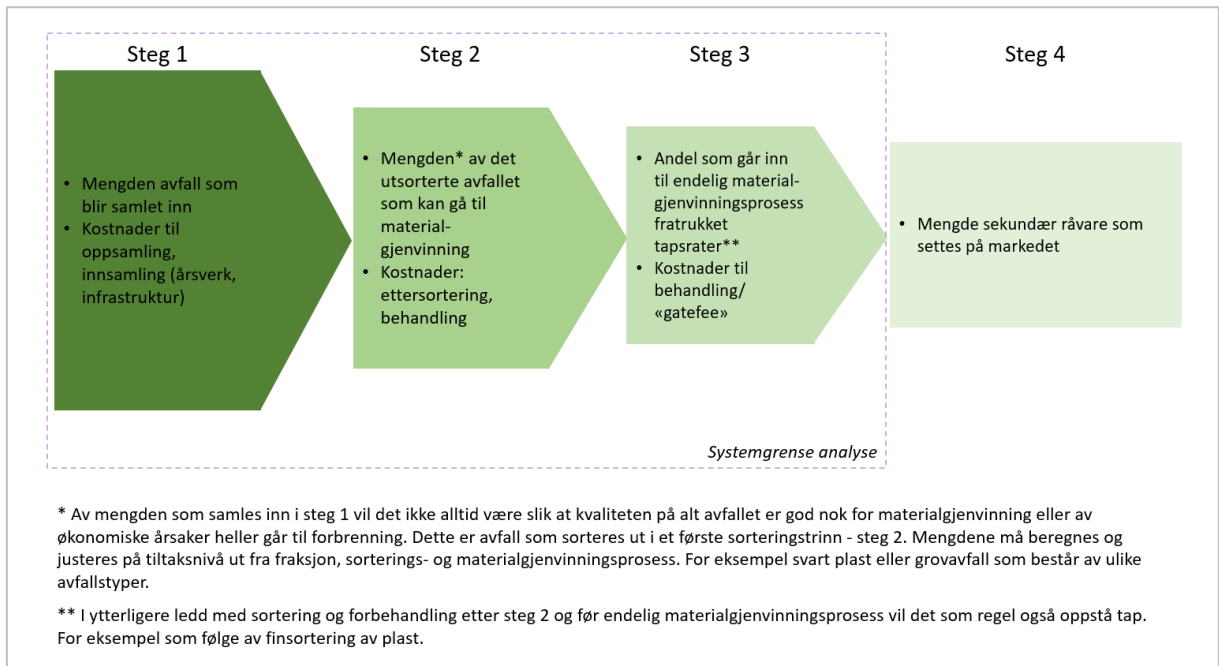 Steg 1
Steg 2
Steg 3
Steg 4
• Mengden avfall som
blir samlet inn
• Kostnader til
oppsamling,
innsamling (årsverk,
infrastruktur)
• Mengden* av det
utsorterte avfallet
som kan gå til
material-
gjenvinning
• Kostnader:
ettersortering,
behandling
• Andel som går inn
til endelig material-
gjenvinningsprosess
fratrukket
tapsrater**
• Kostnader til
behandling/
«gatefee»
• Mengde sekundær råvare som
settes på markedet
Systemgrense analyse
* Av mengden som samles inn i steg 1 vil det ikke alltid være slik at kvaliteten på alt avfallet er god nok for materialgjenvinning eller av
økonomiske årsaker heller går til forbrenning. Dette er avfall som sorteres ut i et første sorteringstrinn - steg 2. Mengdene må beregnes og
justeres på tiltaksnivå ut fra fraksjon, sorterings- og materialgjenvinningsprosess. For eksempel svart plast eller grovavfall som består av ulike
avfallstyper.
** I ytterligere ledd med sortering og forbehandling etter steg 2 og før endelig materialgjenvinningsprosess vil det som regel også oppstå tap.
For eksempel som følge av finsortering av plast.